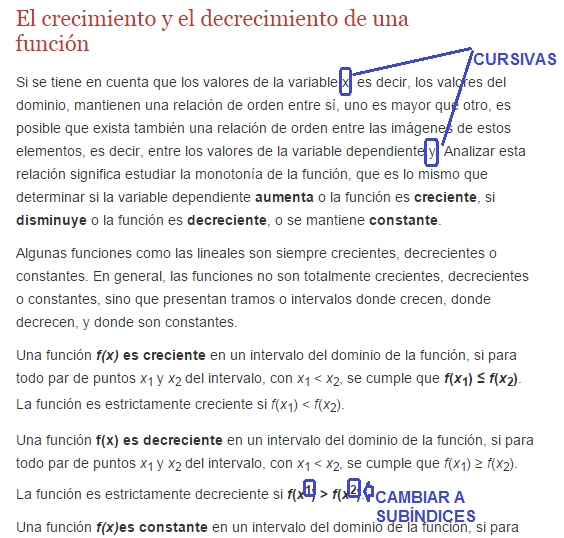 El crecimiento y el decrecimiento de una
función
CURSIVAS
Si se tiene en cuenta que los valores de la variable x, es decir, los valores del
dominio, mantienen una relación de orden entre sí, uno es mayor que otro, es
posible que exista también una relación de orden entre las imágenes de estos
elementos, es decir, entre los valores de la variable dependiente y. Analizar esta
relación significa estudiar la monotonía de la función, que es lo mismo que
determinar si la variable dependiente aumenta o la función es creciente, si
disminuye o la función es decreciente, o se mantiene constante.
Algunas funciones como las lineales son siempre crecientes, decrecientes o
constantes. En general, las funciones no son totalmente crecientes, decrecientes
o constantes, sino que presentan tramos o intervalos donde crecen, donde
decrecen, y donde son constantes.
Una función f(x) es creciente en un intervalo del dominio de la función, si para
todo par de puntos x₁ y x₂ del intervalo, con x₁ < x₂, se cumple que f(x₁) ≤ f(x₂).
La función es estrictamente creciente si f(x₁) < f(x₂).
Una función f(x) es decreciente en un intervalo del dominio de la función, si para
todo par de puntos x₁ y x₂ del intervalo, con x₁ < x₂, se cumple que f(x₁) ≥ f(x₂).
La función es estrictamente decreciente si f(x¹) > f(x²).
CAMBIAR A
SUBÍNDICES
Una función f(x)es constante en un intervalo del dominio de la función, si para